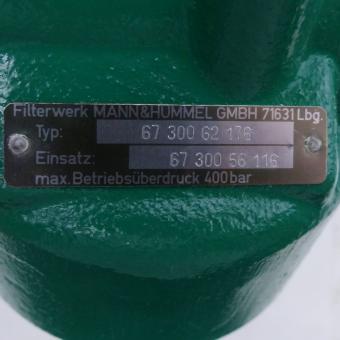 Filterwerk MANN&HUMMEL GMBH 71631 Lbg.
Typ: 67 300 62 176
Einsatz: 67 300 56 116
max. Betriebsüberdruck 400bar